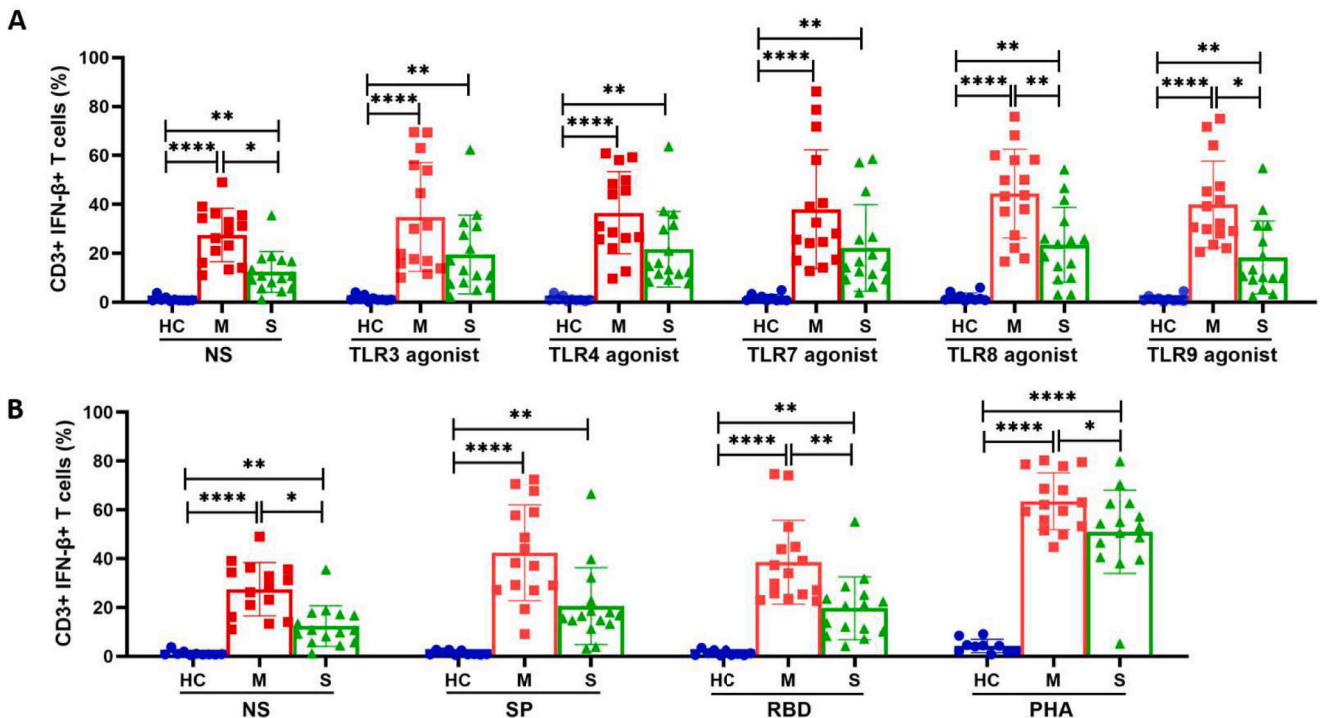 A
CD3+ IFN-β+ T cells (%)
100
80
60
40
20
0
** ** ** ** ** **
**** * **** **** **** **** ** **** *
HC M S HC M S HC M S HC M S HC M S HC M S
NS TLR3 agonist TLR4 agonist TLR7 agonist TLR8 agonist TLR9 agonist
B
CD3+ IFN-β+ T cells (%)
100
80
60
40
20
0
** ** ** ****
**** * **** **** ** **** *
HC M S HC M S HC M S HC M S
NS SP RBD PHA